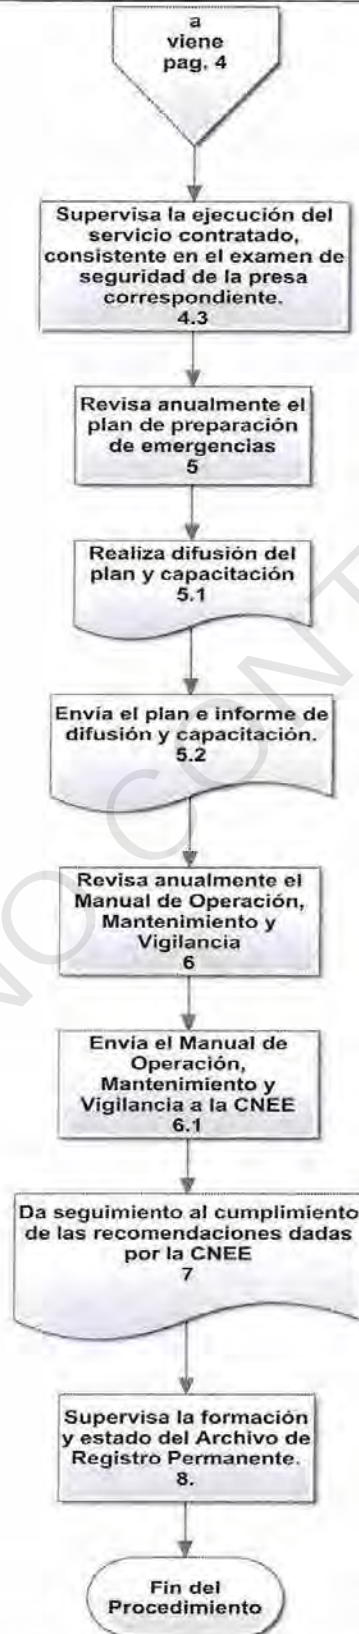 a
viene
pag. 4
Supervisa la ejecución del
servicio contratado,
consistente en el examen de
seguridad de la presa
correspondiente.
4.3
Revisa anualmente el
plan de preparación
de emergencias
5
Realiza difusión del
plan y capacitación
5.1
Envía el plan e informe de
difusión y capacitación.
5.2
Revisa anualmente el
Manual de Operación,
Mantenimiento y
Vigilancia
6
Envía el Manual de
Operación,
Mantenimiento y
Vigilancia a la CNEE
6.1
Da seguimiento al cumplimiento
de las recomendaciones dadas
por la CNEE
7
Supervisa la formación
y estado del Archivo de
Registro Permanente.
8.
Fin del
Procedimiento
NO CONT